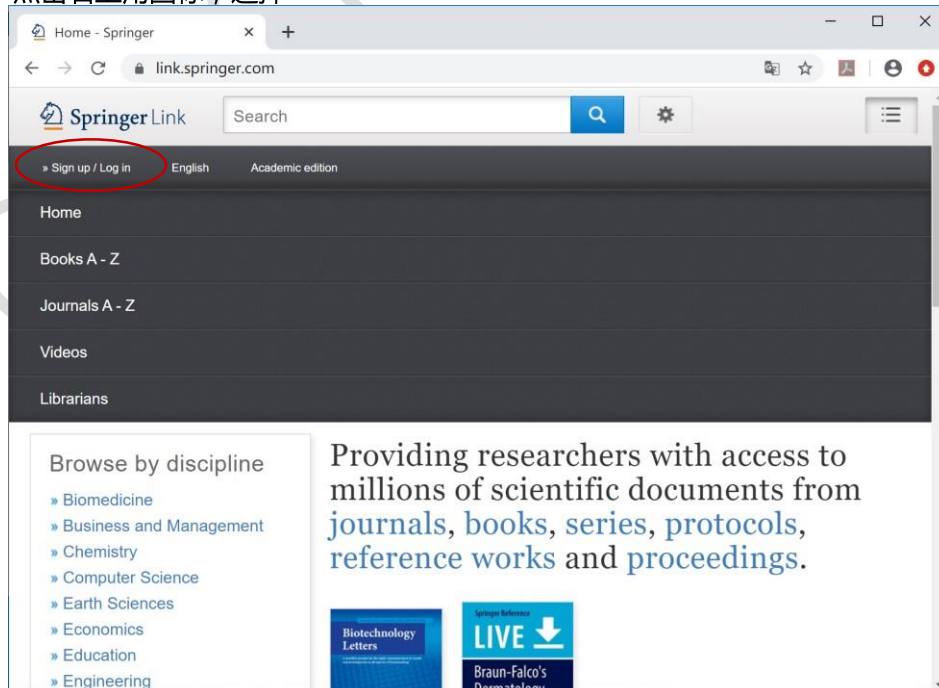 Home - Springer
link.springer.com
Springer Link
Search
» Sign up / Log in English Academic edition
Home
Books A - Z
Journals A - Z
Videos
Librarians
Browse by discipline
» Biomedicine
» Business and Management
» Chemistry
» Computer Science
» Earth Sciences
» Economics
» Education
» Engineering
Providing researchers with access to
millions of scientific documents from
journals, books, series, protocols,
reference works and proceedings.
Biotechnology
Letters
Springer Reference
LIVE
Braun-Falco's
Dermatology